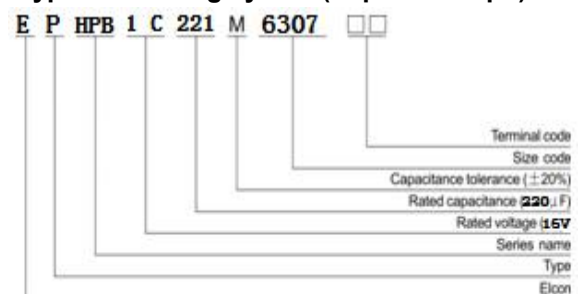 E P HPB 1 C 221 M 6307 □□
Terminal code
Size code
Capacitance tolerance (±20%)
Rated capacitance (220μF)
Rated voltage (16V
Series name
Type
Elcon